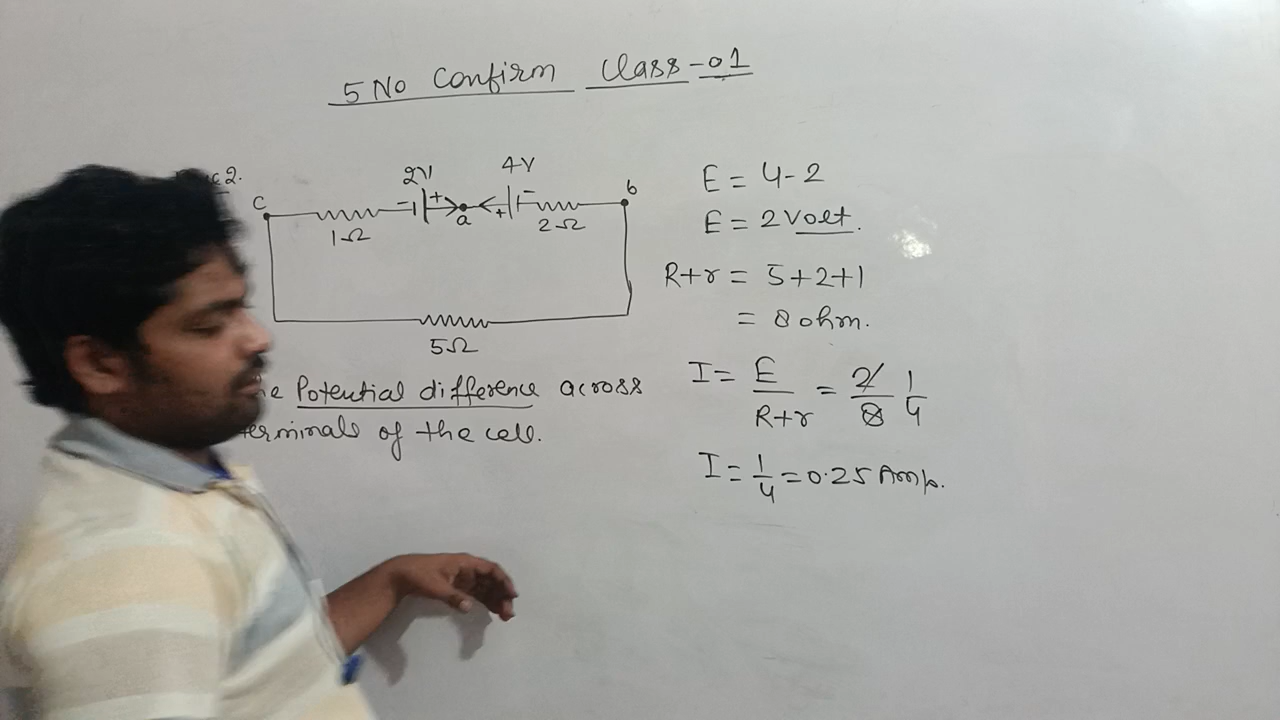 5 No Confirm Class-01
2.
2V 4V
C - + + - b
1Ω a 2Ω
5Ω
Potential difference across
of the cell.
E = 4-2
E = 2 Volt.
R+r = 5+2+1
= 8 ohm.
I = E/R+r = 2/8 1/4
I = 1/4 = 0.25 Amp.